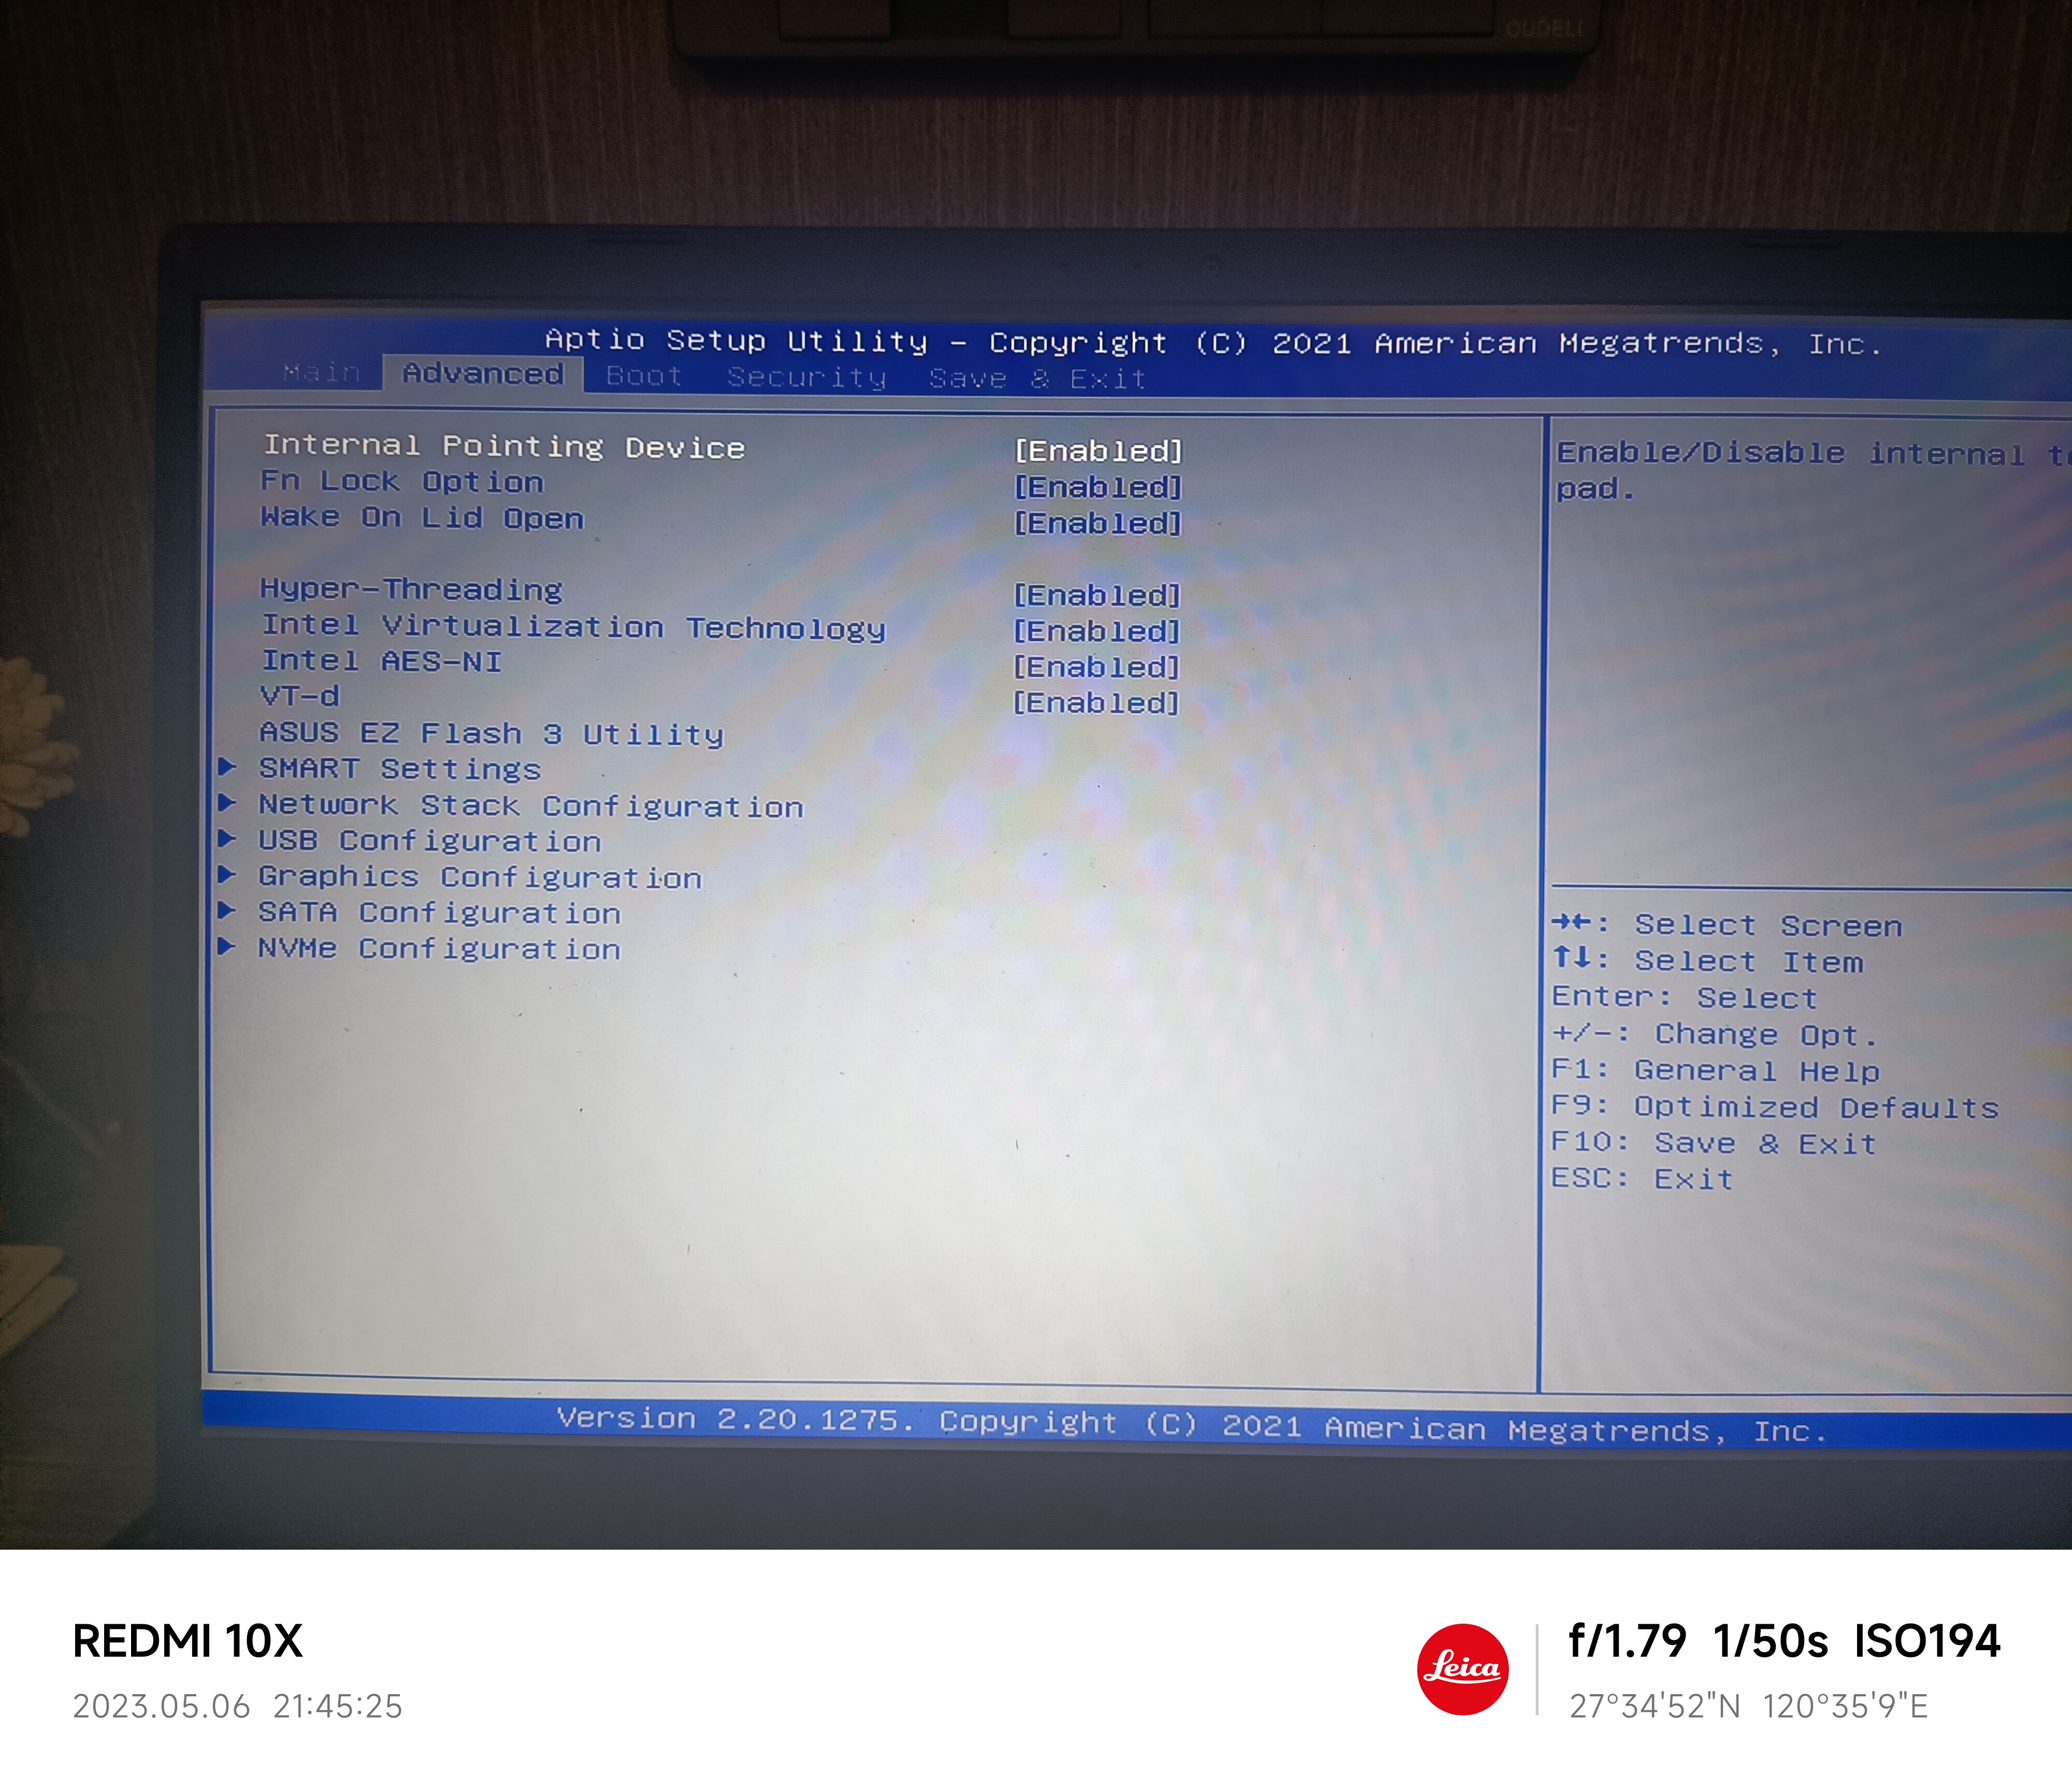 OUDELI
Aptio Setup Utility - Copyright (C) 2021 American Megatrends, Inc.
Main Advanced Boot Security Save & Exit
Internal Pointing Device [Enabled]
Fn Lock Option [Enabled]
Wake On Lid Open [Enabled]
Hyper-Threading [Enabled]
Intel Virtualization Technology [Enabled]
Intel AES-NI [Enabled]
VT-d [Enabled]
ASUS EZ Flash 3 Utility
SMART Settings
Network Stack Configuration
USB Configuration
Graphics Configuration
SATA Configuration
NVMe Configuration
Enable/Disable internal
pad.
→←: Select Screen
↑↓: Select Item
Enter: Select
+/-: Change Opt.
F1: General Help
F9: Optimized Defaults
F10: Save & Exit
ESC: Exit
Version 2.20.1275. Copyright (C) 2021 American Megatrends, Inc.
REDMI 10X
2023.05.06 21:45:25
Leica
f/1.79 1/50s ISO194
27°34'52"N 120°35'9"E